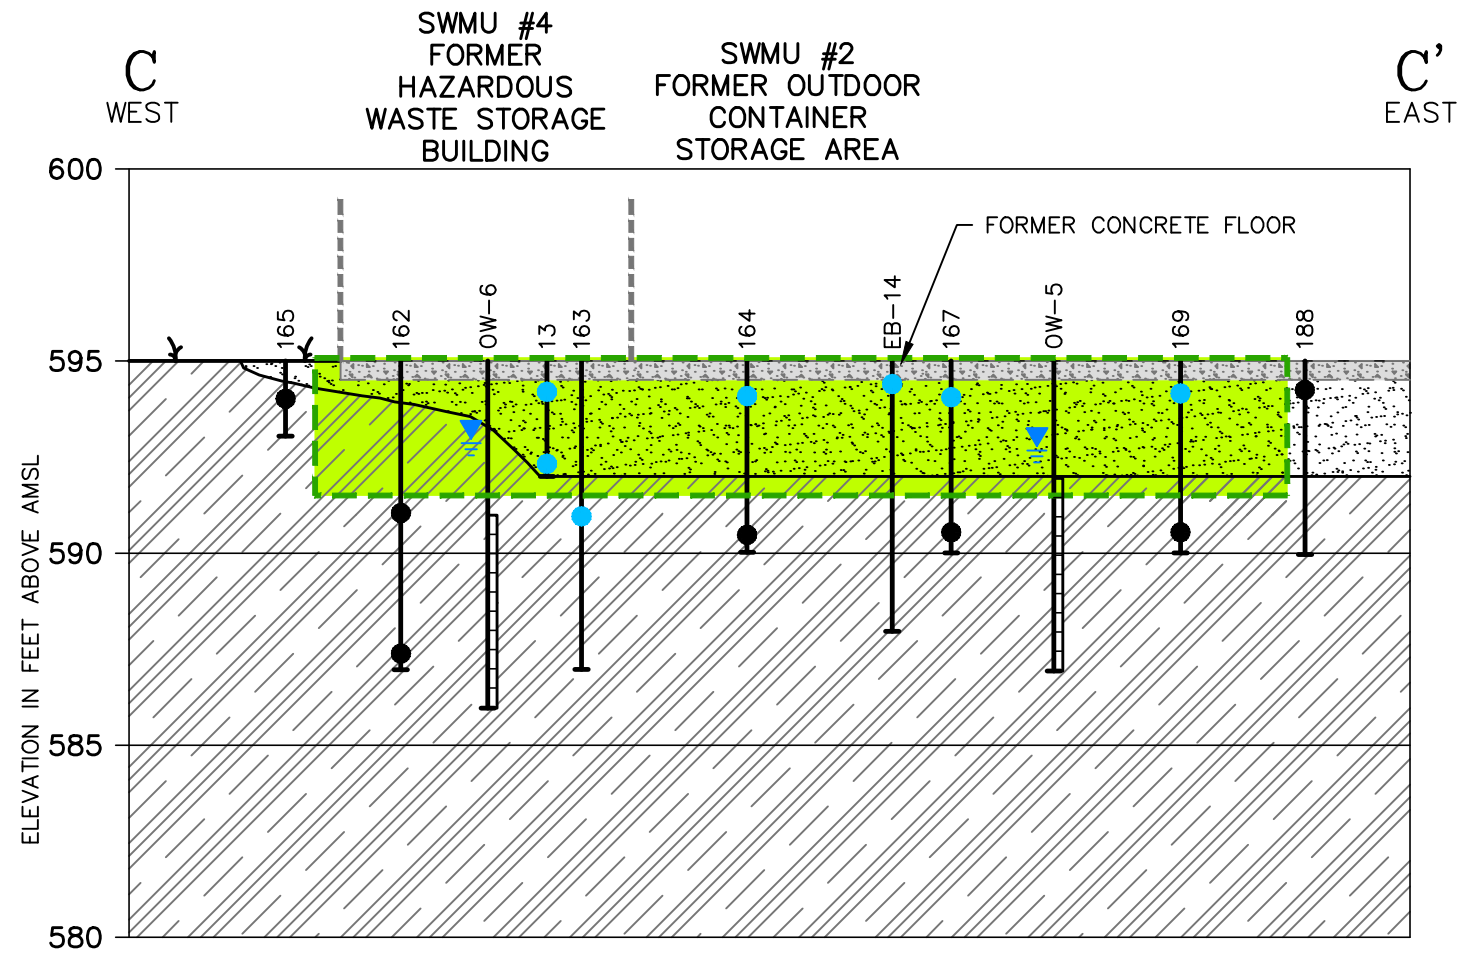 SWMU #4
FORMER
HAZARDOUS
WASTE STORAGE
BUILDING
SWMU #2
FORMER OUTDOOR
CONTAINER
STORAGE AREA
C
WEST
C'
EAST
FORMER CONCRETE FLOOR
165
162
OW-6
13
163
164
EB-14
167
OW-5
169
188
600
595
590
585
580
ELEVATION IN FEET ABOVE AMSL